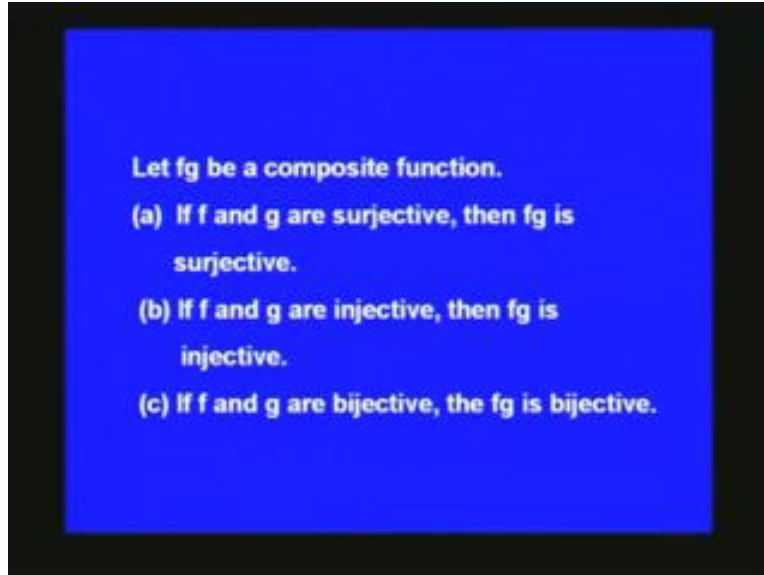 Let fg be a composite function.
(a) If f and g are surjective, then fg is
surjective.
(b) If f and g are injective, then fg is
injective.
(c) If f and g are bijective, the fg is bijective.